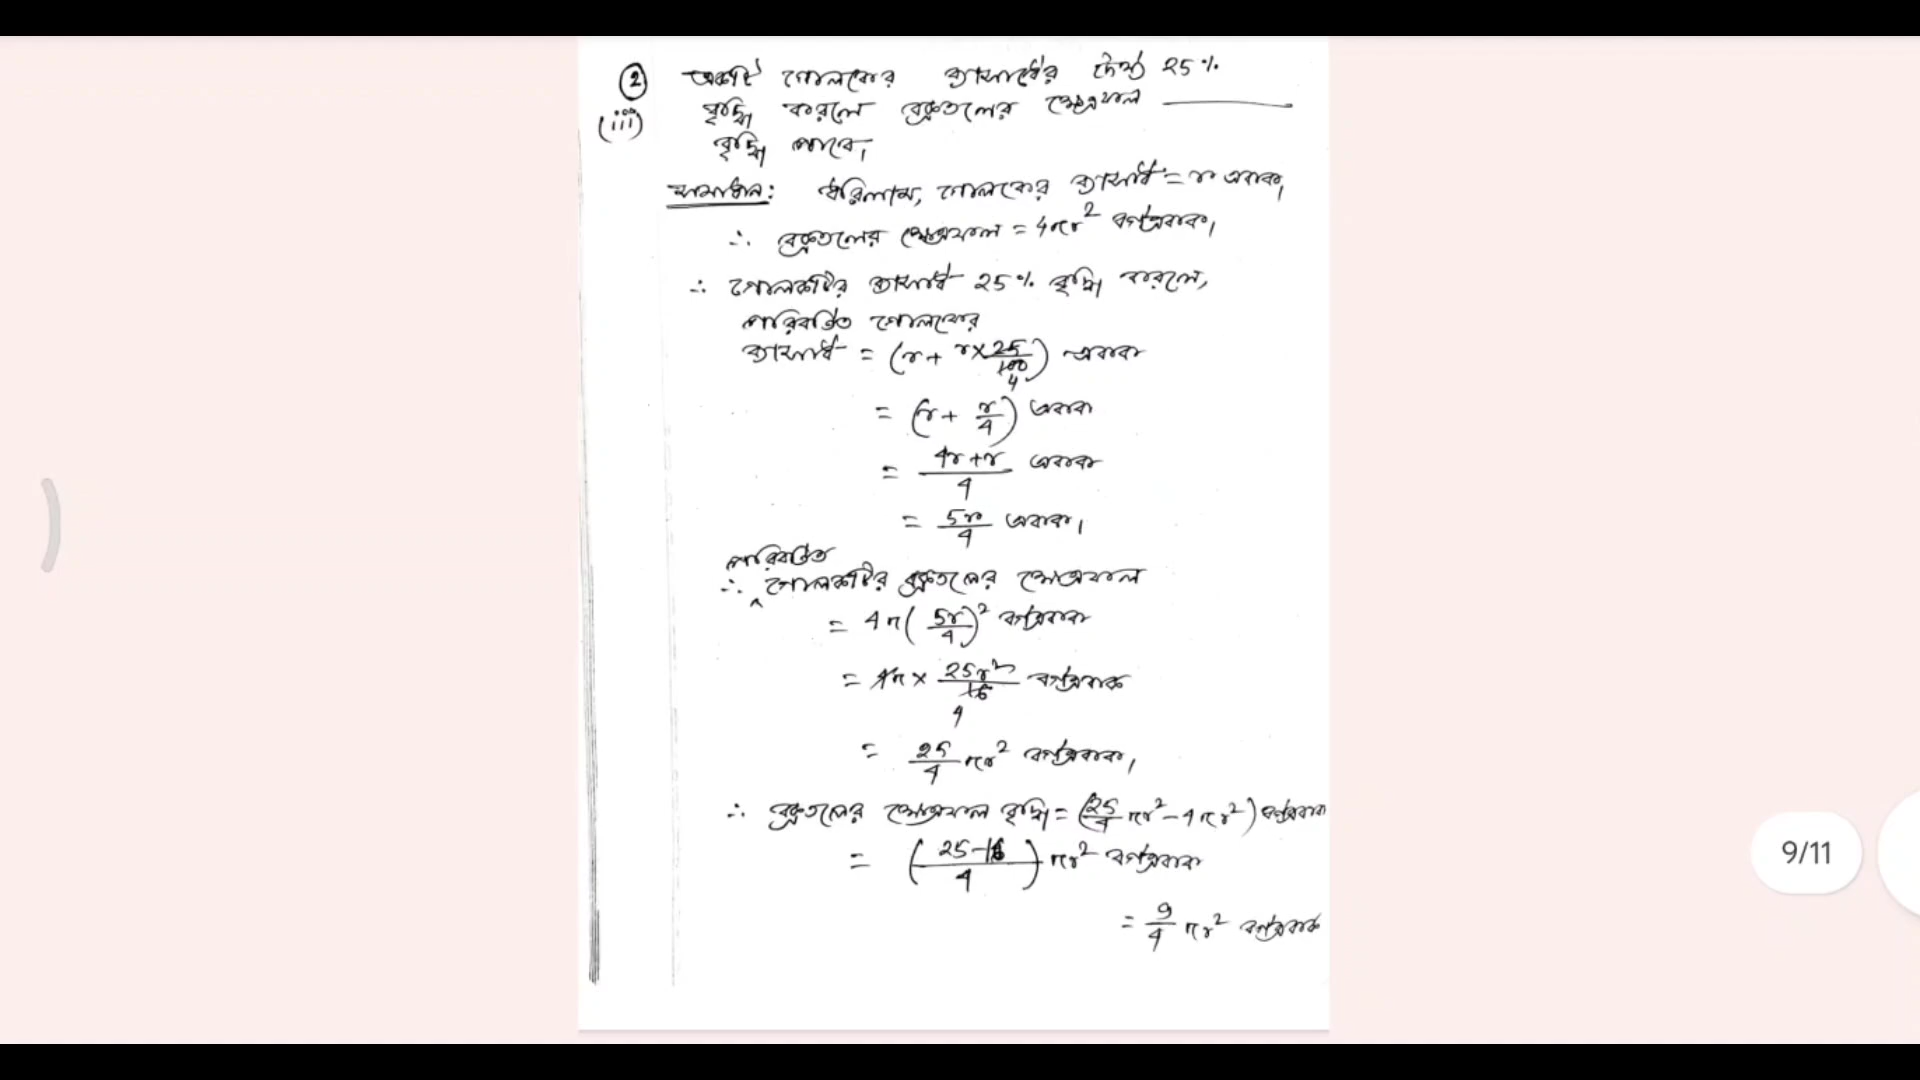 ② একটি গোলকের ব্যাসার্ধের দৈর্ঘ্য 25%
(iii) বৃদ্ধি করলে বক্রতলের ক্ষেত্রফল ________
বৃদ্ধি পাবে।
সমাধান: ধরিলাম, গোলকের ব্যাসার্ধ = r একক।
∴ বক্রতলের ক্ষেত্রফল = 4πr² বর্গএকক।
∴ গোলকটির ব্যাসার্ধ 25% বৃদ্ধি করলে,
পরিবর্তিত গোলকের
ব্যাসার্ধ = (r + r×25/100) একক
4
= (r + r/4) একক
= (4r+r)/4 একক
= 5r/4 একক।
পরিবর্তিত
∴ ^ গোলকটির বক্রতলের ক্ষেত্রফল
= 4π(5r/4)² বর্গএকক
= 4π × 25r²/16 বর্গএকক
4
= 25/4 πr² বর্গএকক।
∴ বক্রতলের ক্ষেত্রফল বৃদ্ধি = (25/4 πr² - 4πr²) বর্গএকক
= ((25-16)/4) πr² বর্গএকক
= 9/4 πr² বর্গএকক
9/11